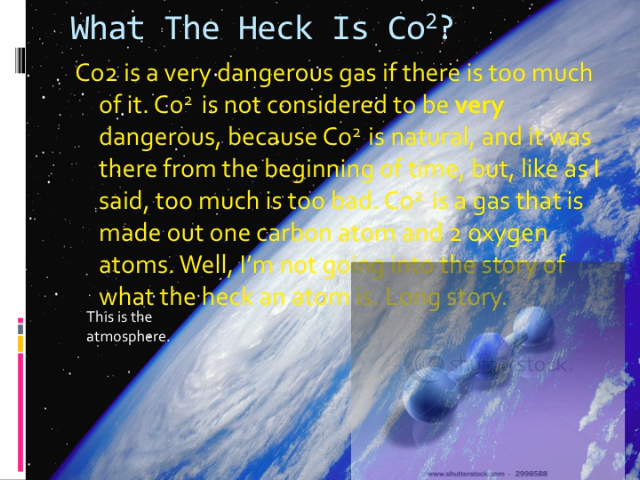 What The Heck Is Co²?
Co2 is a very dangerous gas if there is too much
of it. Co² is not considered to be very
dangerous, because Co² is natural, and it was
there from the beginning of time, but, like as I
said, too much is too bad. Co² is a gas that is
made out one carbon atom and 2 oxygen
atoms. Well, I'm not going into the story of
what the heck an atom is. Long story.
This is the
atmosphere.
shutterstock.
www.shutterstock.com · 2998588